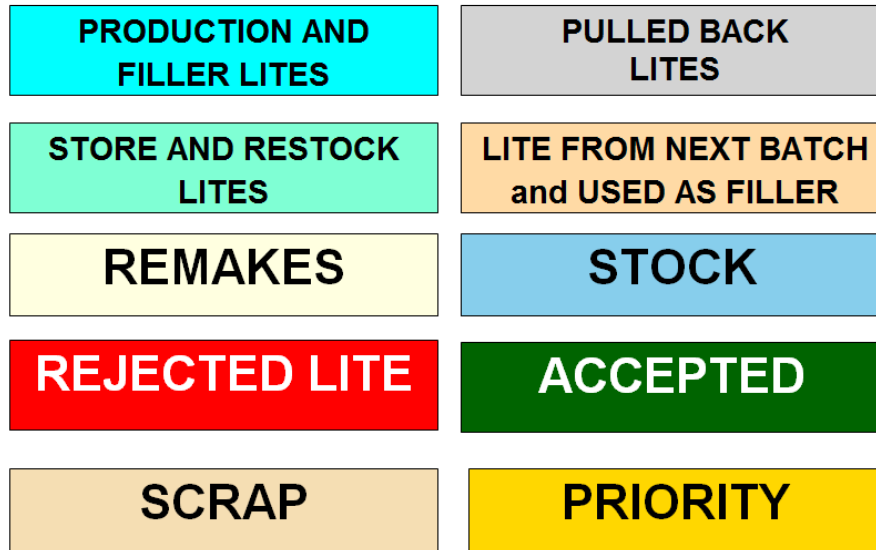 PRODUCTION AND
FILLER LITES
PULLED BACK
LITES
STORE AND RESTOCK
LITES
LITE FROM NEXT BATCH
and USED AS FILLER
REMAKES
STOCK
REJECTED LITE
ACCEPTED
SCRAP
PRIORITY